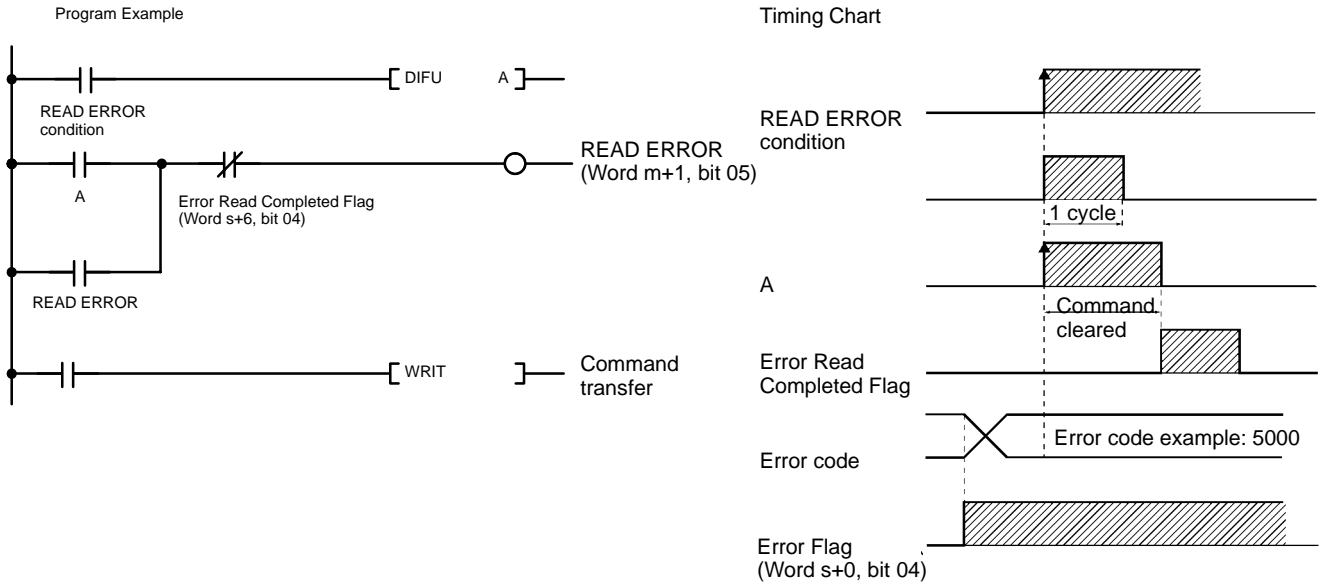 Program Example
DIFU A
READ ERROR
condition
READ ERROR
(Word m+1, bit 05)
A
Error Read Completed Flag
(Word s+6, bit 04)
READ ERROR
WRIT
Command
transfer
Timing Chart
READ ERROR
condition
1 cycle
A
Command
cleared
Error Read
Completed Flag
Error code example: 5000
Error code
Error Flag
(Word s+0, bit 04)